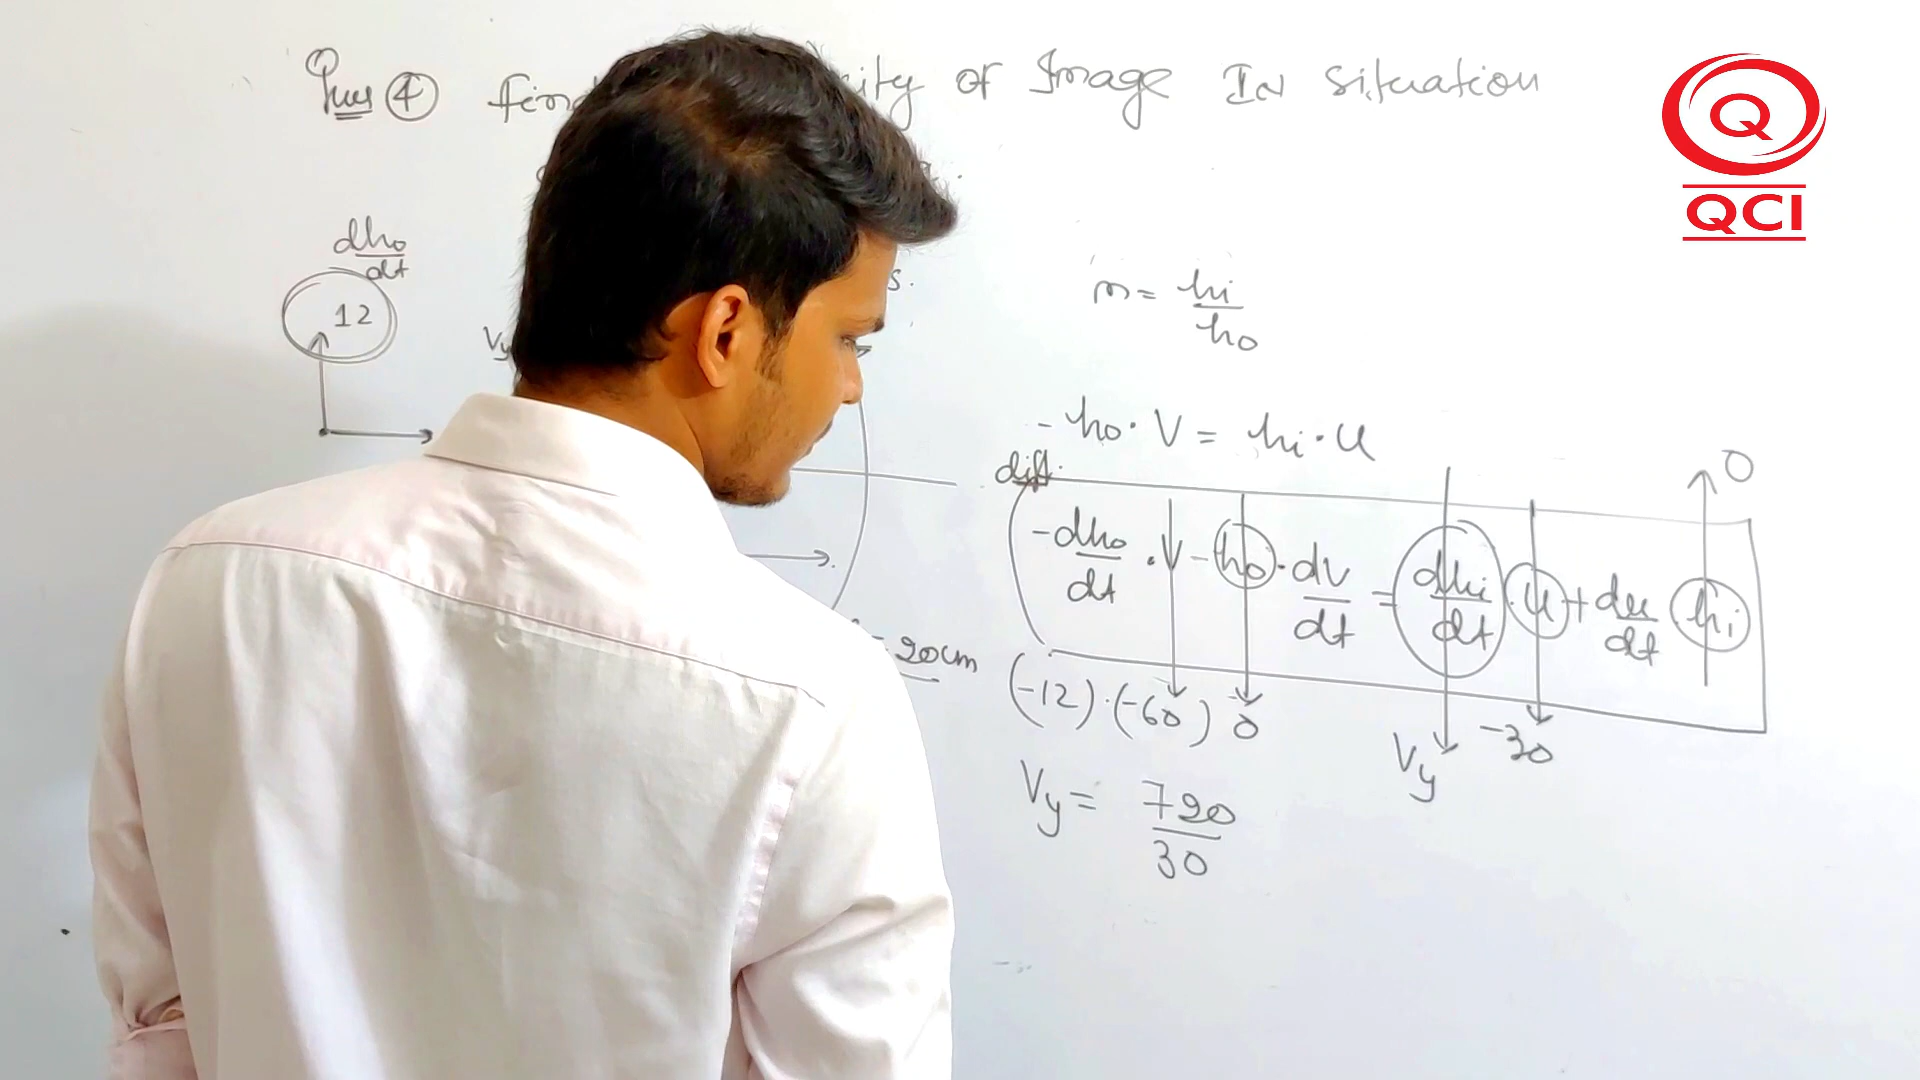 Ques ④ of Image In situation
Q
QCI
dho/dt
12
Vy
s.
m = hi/ho
- ho · V = hi · u
diff.
0
-dho/dt · V - ho · dv/dt = dhi/dt · u + du/dt · hi
20cm
(-12) · (-60) 0
Vy
-30
Vy = 720/30